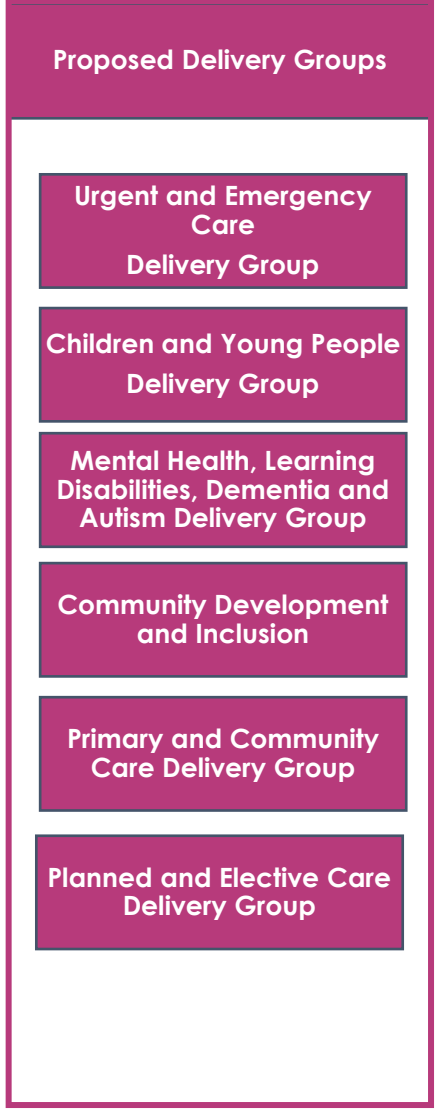 Proposed Delivery Groups
Urgent and Emergency
Care
Delivery Group
Children and Young People
Delivery Group
Mental Health, Learning
Disabilities, Dementia and
Autism Delivery Group
Community Development
and Inclusion
Primary and Community
Care Delivery Group
Planned and Elective Care
Delivery Group